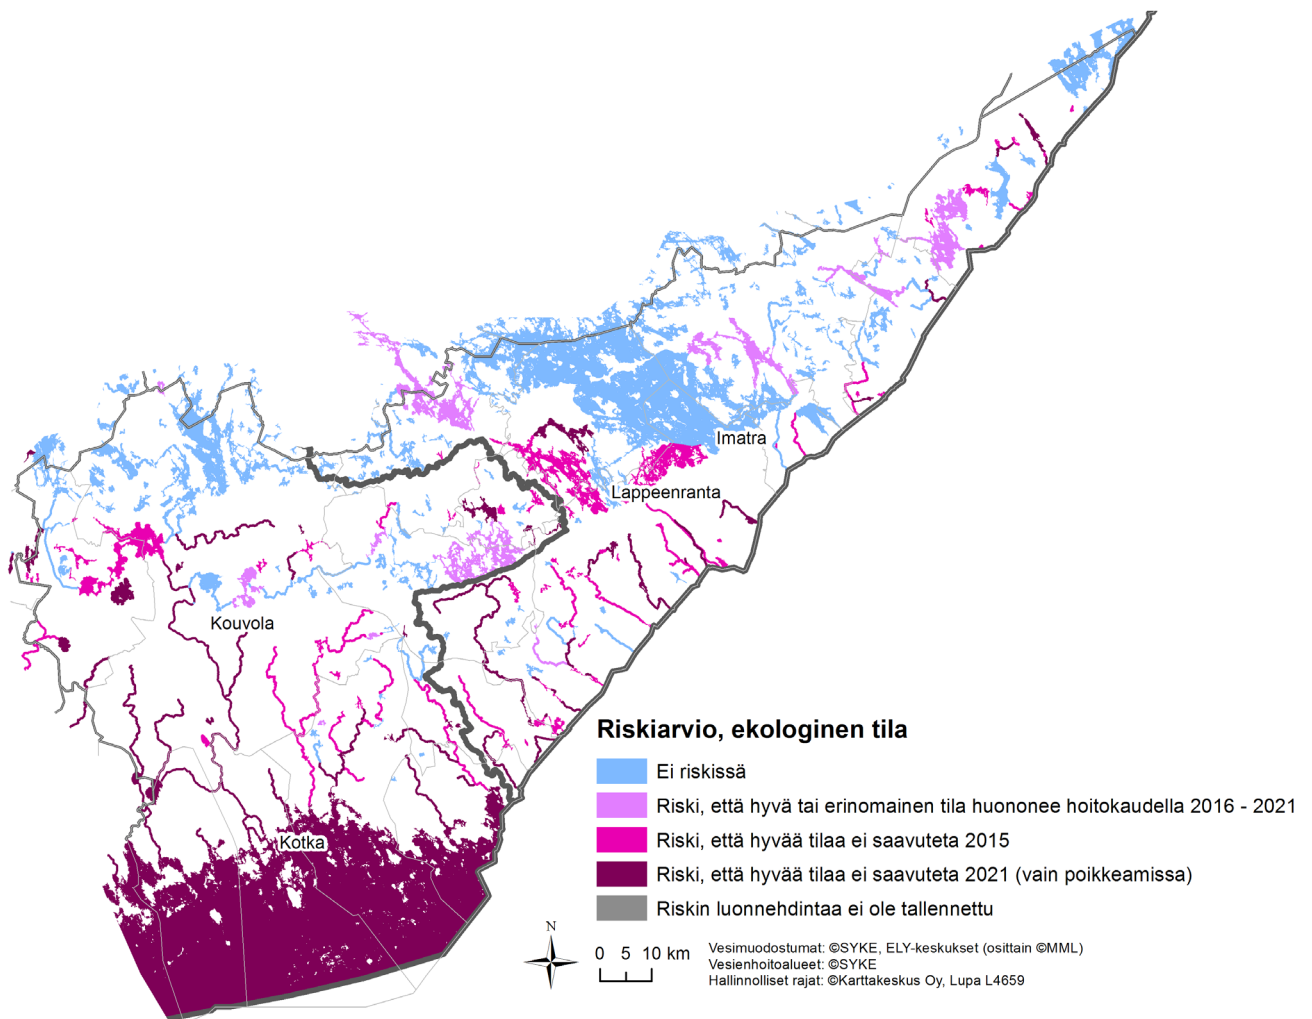 Imatra
Lappeenranta
Kouvola
Kotka
Riskiarvio, ekologinen tila
Ei riskissä
Riski, että hyvä tai erinomainen tila huononee hoitokaudella 2016 - 2021
Riski, että hyvää tilaa ei saavuteta 2015
Riski, että hyvää tilaa ei saavuteta 2021 (vain poikkeamissa)
Riskin luonnehdintaa ei ole tallennettu
N
0 5 10 km
Vesimuodostumat: ©SYKE, ELY-keskukset (osittain ©MML)
Vesienhoitoalueet: ©SYKE
Hallinnolliset rajat: ©Karttakeskus Oy, Lupa L4659